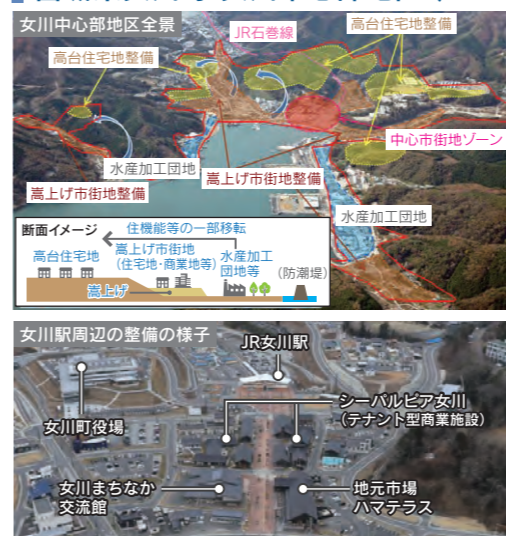 女川中心部地区全景
JR石巻線
高台住宅地整備
高台住宅地整備
中心市街地ゾーン
水産加工団地
嵩上げ市街地整備
嵩上げ市街地整備
水産加工団地
断面イメージ
住機能等の一部移転
高台住宅地
嵩上げ市街地
(住宅地・商業地等)
水産加工
団地等
(防潮堤)
嵩上げ
女川駅周辺の整備の様子
JR女川駅
女川町役場
シーパルピア女川
(テナント型商業施設)
女川まちなか
交流館
地元市場
ハマテラス